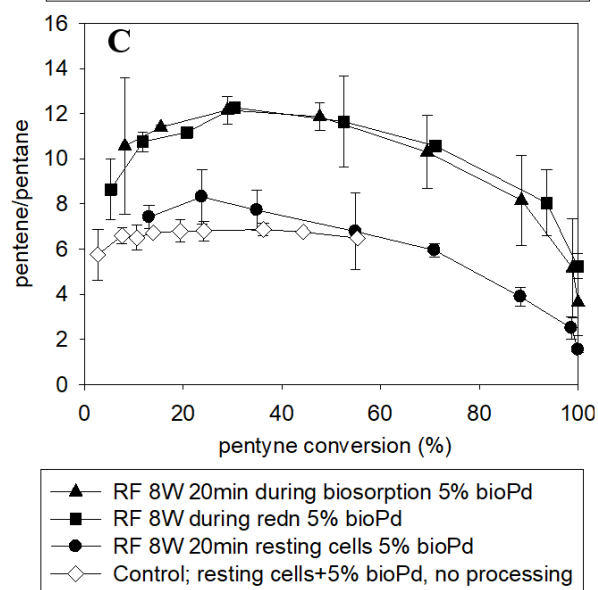 C
16
14
12
10
8
6
4
2
0
pentene/pentane
0 20 40 60 80 100
pentyne conversion (%)
RF 8W 20min during biosorption 5% bioPd
RF 8W during redn 5% bioPd
RF 8W 20min resting cells 5% bioPd
Control; resting cells+5% bioPd, no processing